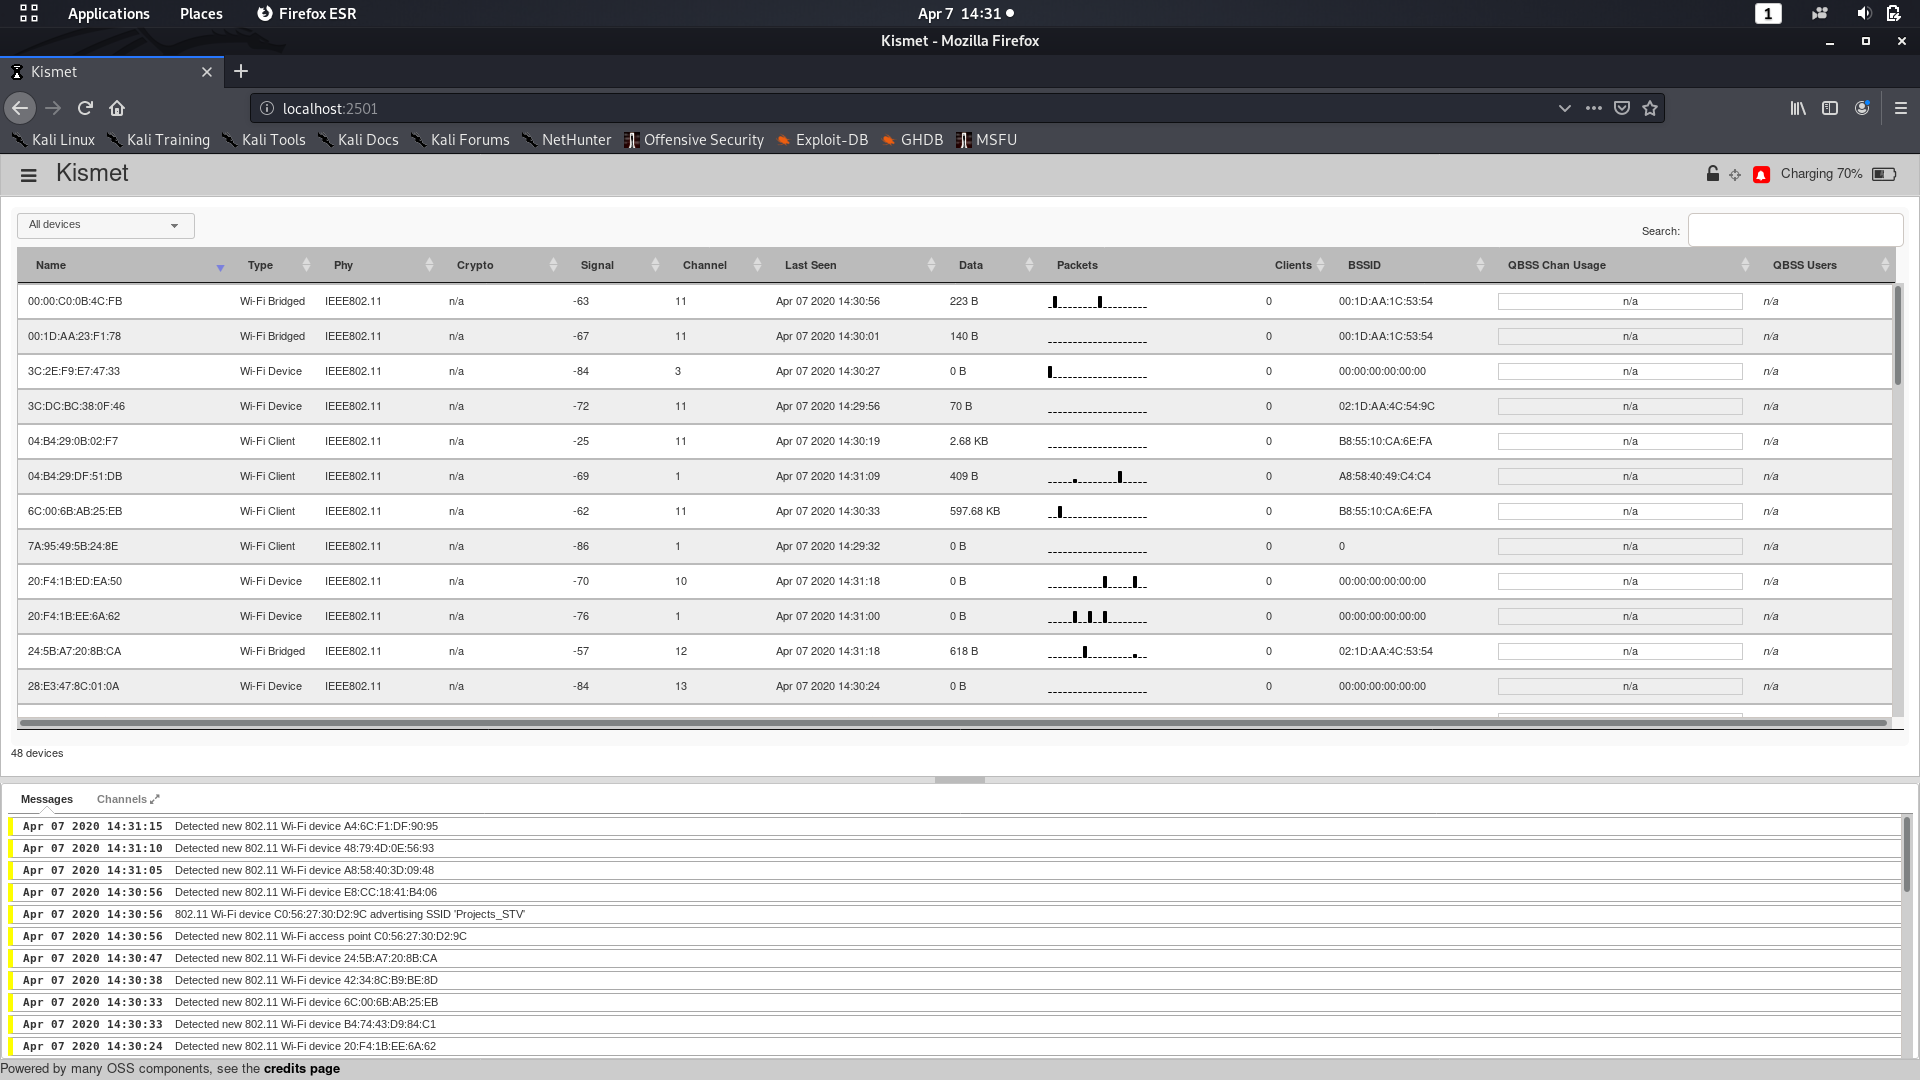 Applications Places Firefox ESR Apr 7 14:31 1
Kismet - Mozilla Firefox
Kismet
localhost:2501
Kali Linux Kali Training Kali Tools Kali Docs Kali Forums NetHunter Offensive Security Exploit-DB GHDB MSFU
Kismet Charging 70%
All devices Search:
Name Type Phy Crypto Signal Channel Last Seen Data Packets Clients BSSID QBSS Chan Usage QBSS Users
00:00:C0:0B:4C:FB Wi-Fi Bridged IEEE802.11 n/a -63 11 Apr 07 2020 14:30:56 223 B 0 00:1D:AA:1C:53:54 n/a n/a
00:1D:AA:23:F1:78 Wi-Fi Bridged IEEE802.11 n/a -67 11 Apr 07 2020 14:30:01 140 B 0 00:1D:AA:1C:53:54 n/a n/a
3C:2E:F9:E7:47:33 Wi-Fi Device IEEE802.11 n/a -84 3 Apr 07 2020 14:30:27 0 B 0 00:00:00:00:00:00 n/a n/a
3C:DC:BC:38:0F:46 Wi-Fi Device IEEE802.11 n/a -72 11 Apr 07 2020 14:29:56 70 B 0 02:1D:AA:4C:54:9C n/a n/a
04:B4:29:0B:02:F7 Wi-Fi Client IEEE802.11 n/a -25 11 Apr 07 2020 14:30:19 2.68 KB 0 B8:55:10:CA:6E:FA n/a n/a
04:B4:29:DF:51:DB Wi-Fi Client IEEE802.11 n/a -69 1 Apr 07 2020 14:31:09 409 B 0 A8:58:40:49:C4:C4 n/a n/a
6C:00:6B:AB:25:EB Wi-Fi Client IEEE802.11 n/a -62 11 Apr 07 2020 14:30:33 597.68 KB 0 B8:55:10:CA:6E:FA n/a n/a
7A:95:49:5B:24:8E Wi-Fi Client IEEE802.11 n/a -86 1 Apr 07 2020 14:29:32 0 B 0 0 n/a n/a
20:F4:1B:ED:EA:50 Wi-Fi Device IEEE802.11 n/a -70 10 Apr 07 2020 14:31:18 0 B 0 00:00:00:00:00:00 n/a n/a
20:F4:1B:EE:6A:62 Wi-Fi Device IEEE802.11 n/a -76 1 Apr 07 2020 14:31:00 0 B 0 00:00:00:00:00:00 n/a n/a
24:5B:A7:20:8B:CA Wi-Fi Bridged IEEE802.11 n/a -57 12 Apr 07 2020 14:31:18 618 B 0 02:1D:AA:4C:53:54 n/a n/a
28:E3:47:8C:01:0A Wi-Fi Device IEEE802.11 n/a -84 13 Apr 07 2020 14:30:24 0 B 0 00:00:00:00:00:00 n/a n/a
48 devices
Messages Channels
Apr 07 2020 14:31:15 Detected new 802.11 Wi-Fi device A4:6C:F1:DF:90:95
Apr 07 2020 14:31:10 Detected new 802.11 Wi-Fi device 48:79:4D:0E:56:93
Apr 07 2020 14:31:05 Detected new 802.11 Wi-Fi device A8:58:40:3D:09:48
Apr 07 2020 14:30:56 Detected new 802.11 Wi-Fi device E8:CC:18:41:B4:06
Apr 07 2020 14:30:56 802.11 Wi-Fi device C0:56:27:30:D2:9C advertising SSID 'Projects_STV'
Apr 07 2020 14:30:56 Detected new 802.11 Wi-Fi access point C0:56:27:30:D2:9C
Apr 07 2020 14:30:47 Detected new 802.11 Wi-Fi device 24:5B:A7:20:8B:CA
Apr 07 2020 14:30:38 Detected new 802.11 Wi-Fi device 42:34:8C:B9:BE:8D
Apr 07 2020 14:30:33 Detected new 802.11 Wi-Fi device 6C:00:6B:AB:25:EB
Apr 07 2020 14:30:33 Detected new 802.11 Wi-Fi device B4:74:43:D9:84:C1
Apr 07 2020 14:30:24 Detected new 802.11 Wi-Fi device 20:F4:1B:EE:6A:62
Powered by many OSS components, see the credits page